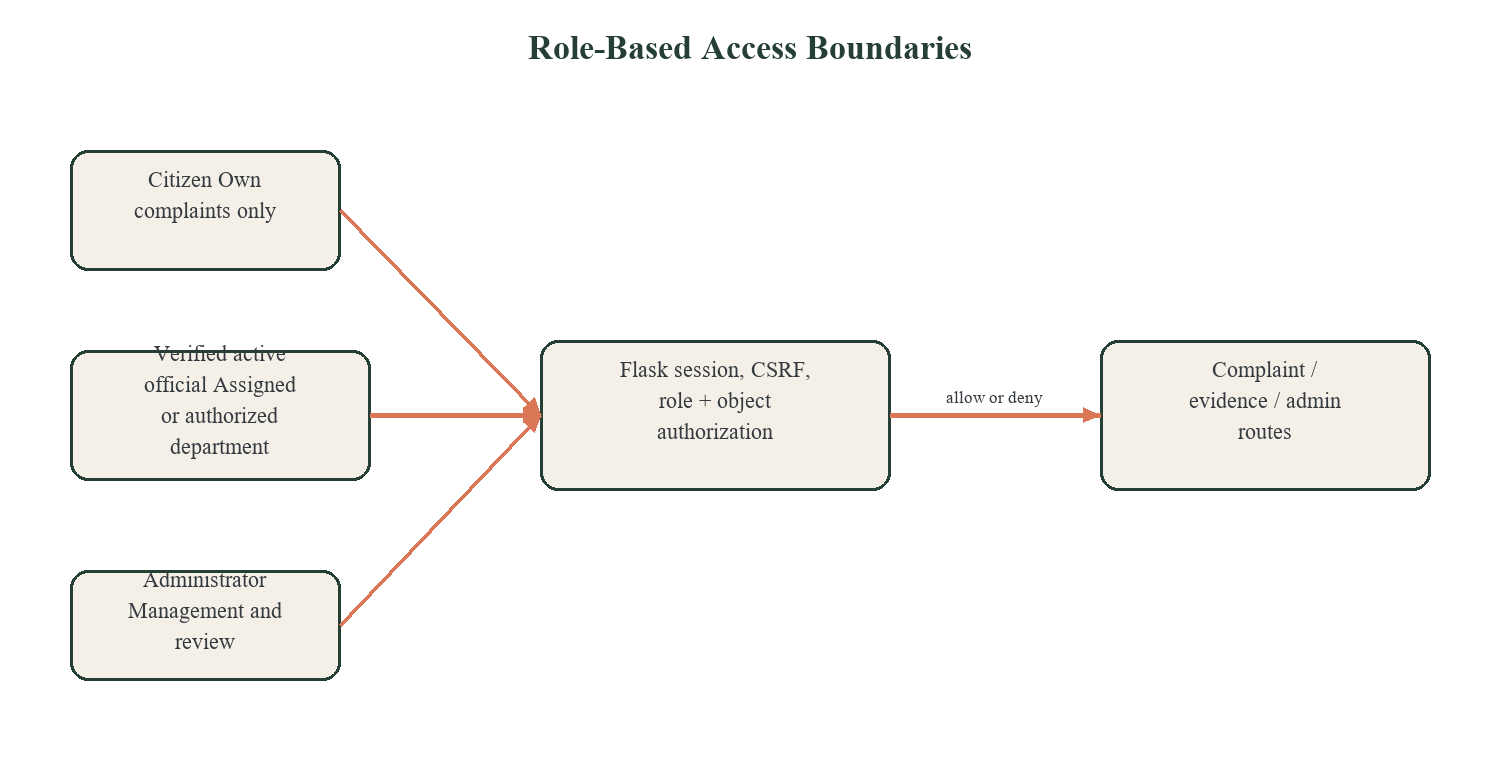 Role-Based Access Boundaries
Citizen Own
complaints only
Verified active
official Assigned
or authorized
department
Administrator
Management and
review
Flask session, CSRF,
role + object
authorization
allow or deny
Complaint /
evidence / admin
routes